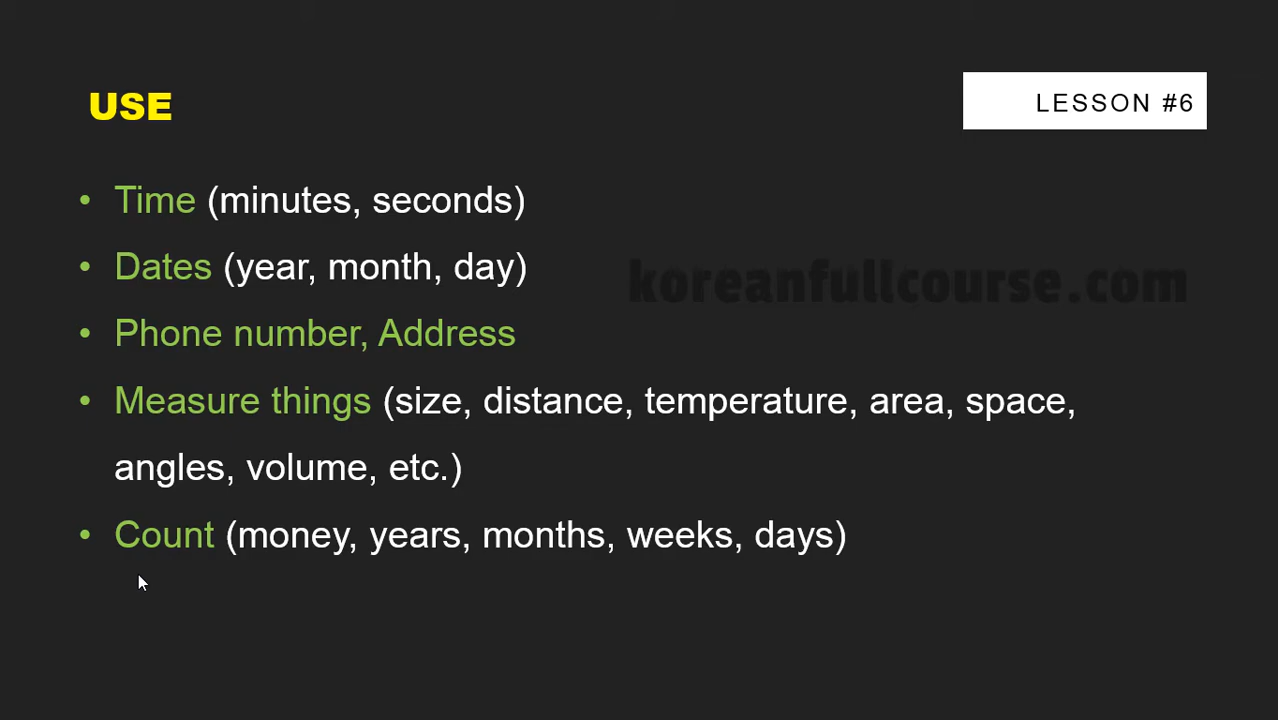 USE
LESSON #6
• Time (minutes, seconds)
• Dates (year, month, day)
koreanfullcourse.com
• Phone number, Address
• Measure things (size, distance, temperature, area, space,
angles, volume, etc.)
• Count (money, years, months, weeks, days)